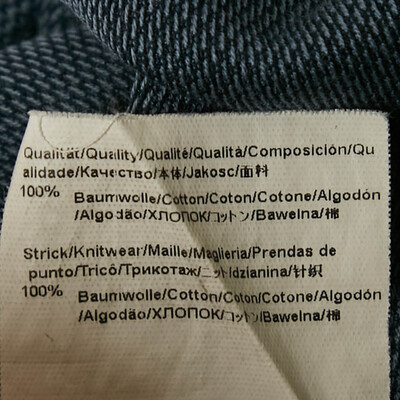 Qualität/Quality/Qualité/Qualità/Composición/Qu
alidade/Качество/本体/Jakosc/面料
100% Baumwolle/Cotton/Coton/Cotone/Algodón
/Algodão/ХЛОПОК/コットン/Bawelna/棉
Strick/Knitwear/Maille/Maglieria/Prendas de
punto/Tricô/Трикотаж/ニット/dzianina/针织
100% Baumwolle/Cotton/Coton/Cotone/Algodón
/Algodão/ХЛОПОК/コットン/Bawelna/棉